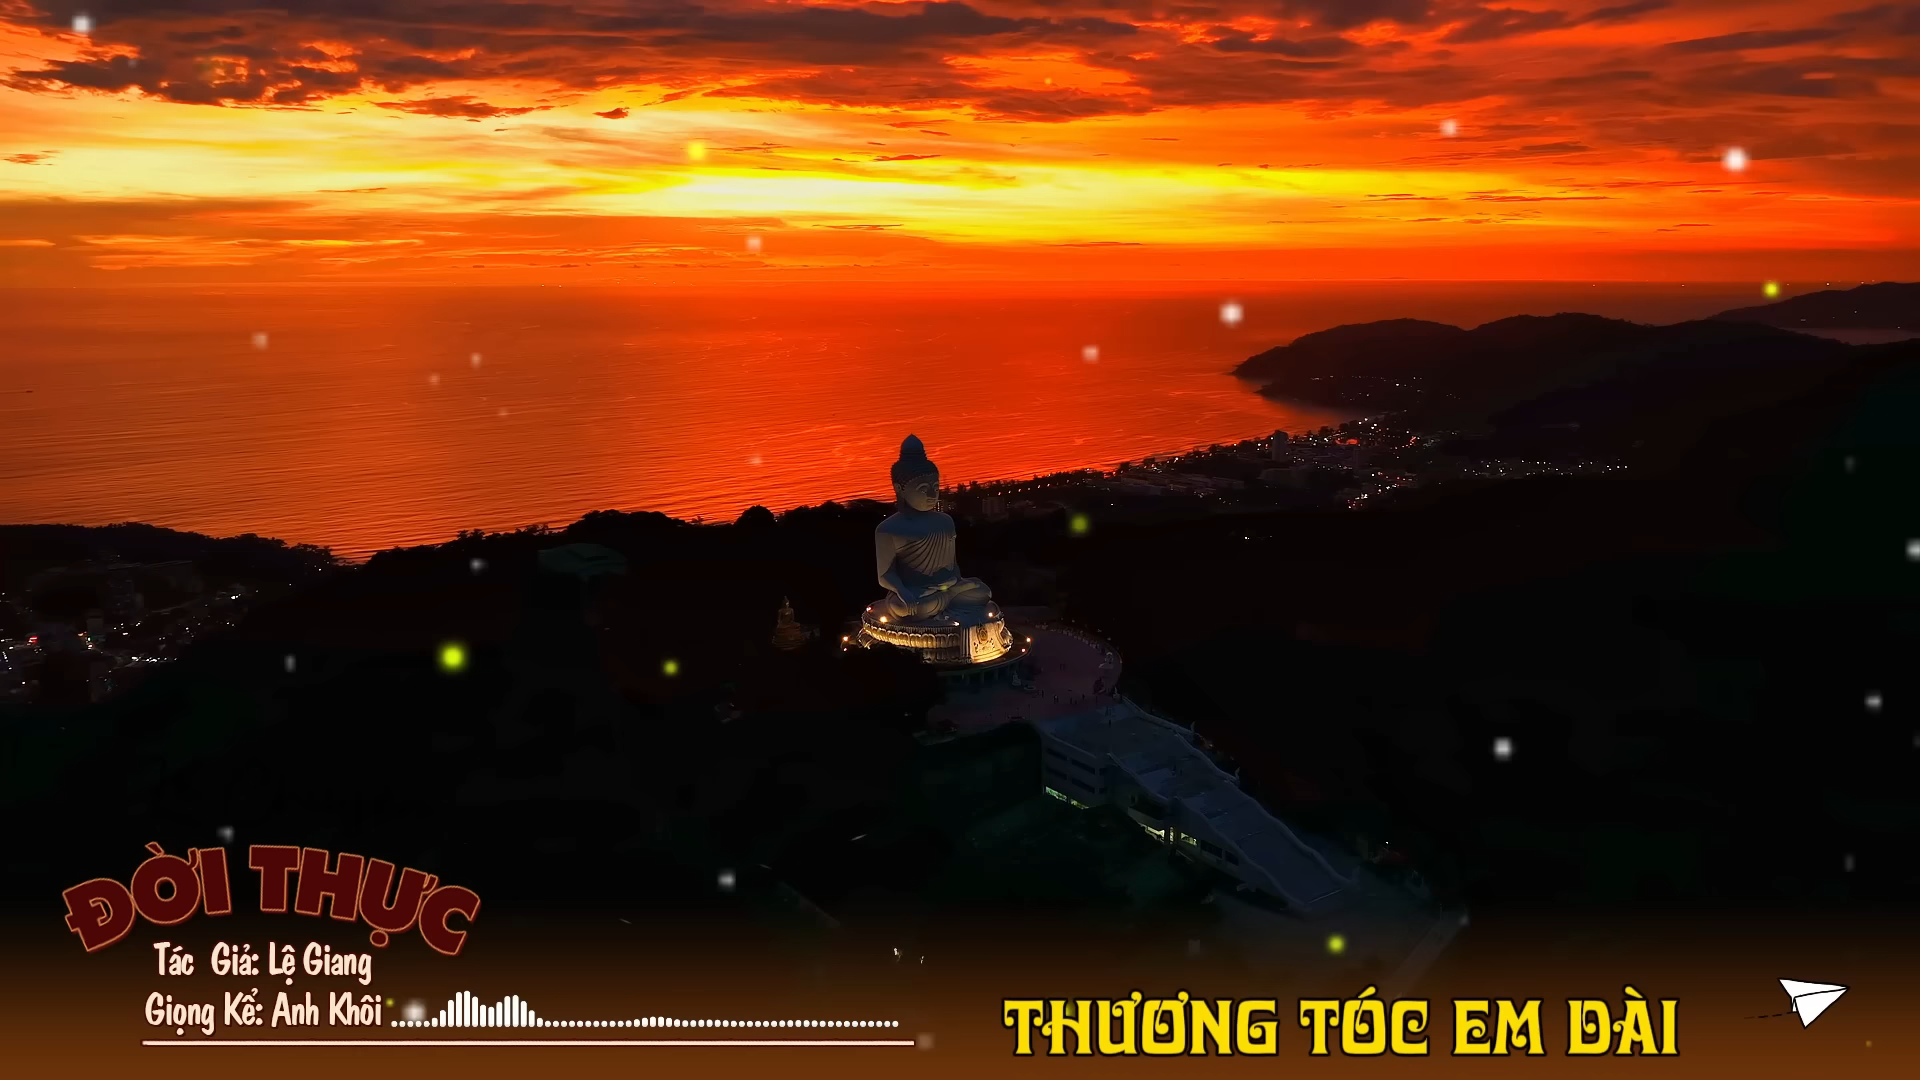 ĐỜI THỰC
Tác Giả: Lệ Giang
Giọng Kể: Anh Khôi
THƯƠNG TÓC EM DÀI